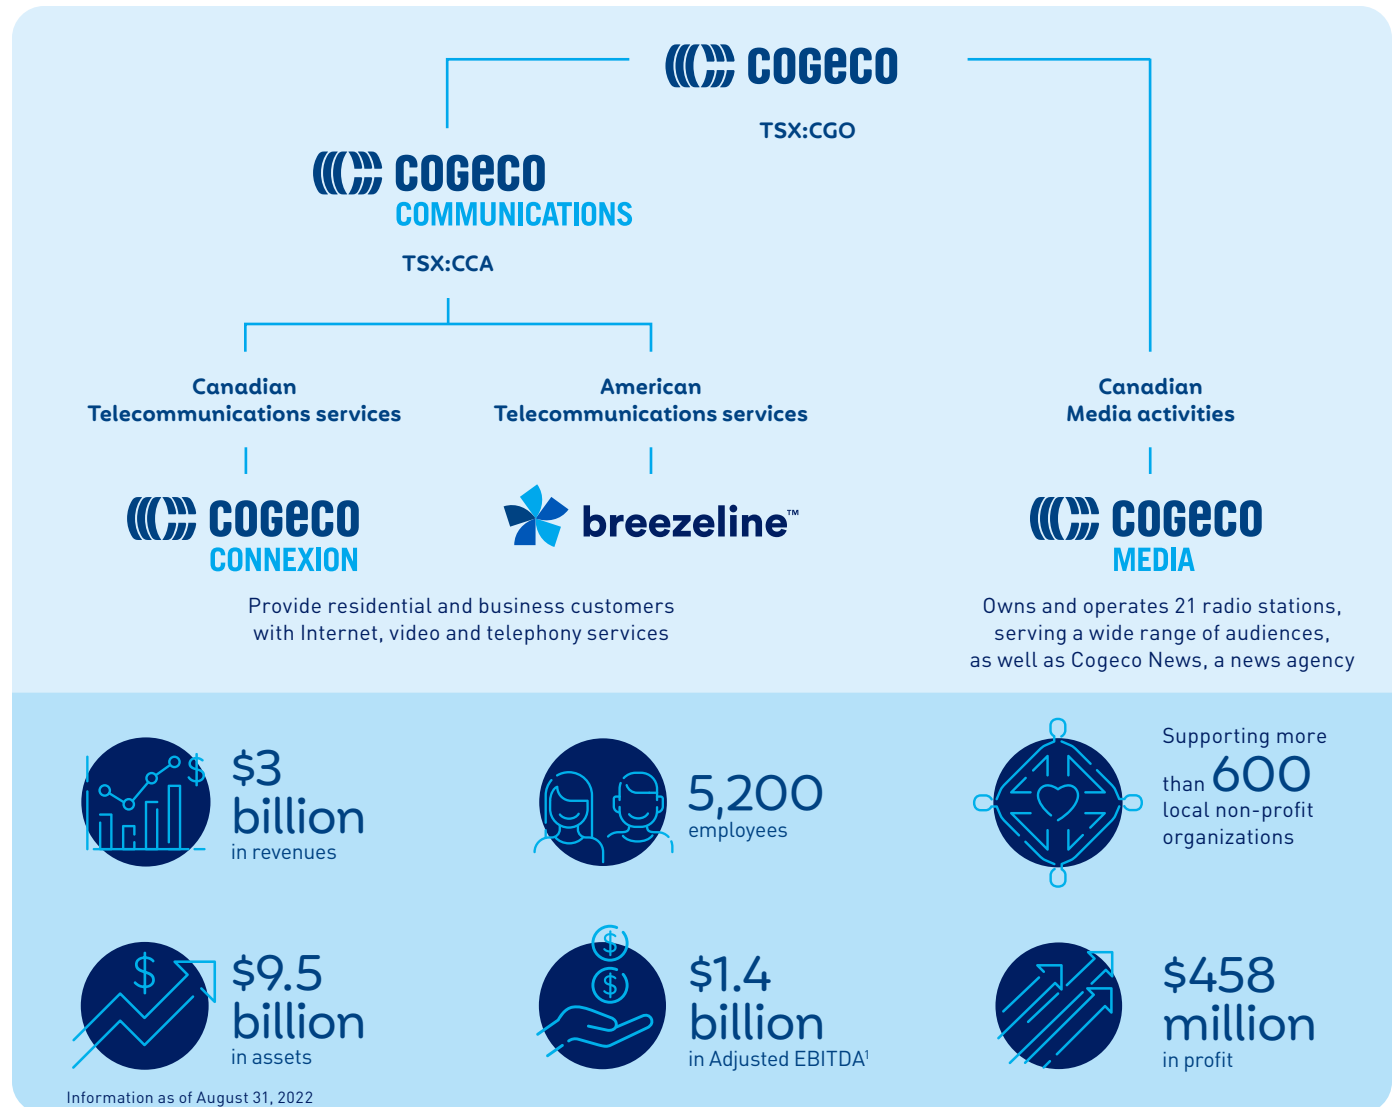 COGECO
TSX:CGO
COGECO
COMMUNICATIONS
TSX:CCA
Canadian
Telecommunications services
American
Telecommunications services
Canadian
Media activities
COGECO
CONNEXION
breezeline™
COGECO
MEDIA
Provide residential and business customers
with Internet, video and telephony services
Owns and operates 21 radio stations,
serving a wide range of audiences,
as well as Cogeco News, a news agency
$
$3
billion
in revenues
5,200
employees
Supporting more
than 600
local non-profit
organizations
$
$9.5
billion
in assets
$
$
$1.4
billion
in Adjusted EBITDA¹
$458
million
in profit
Information as of August 31, 2022